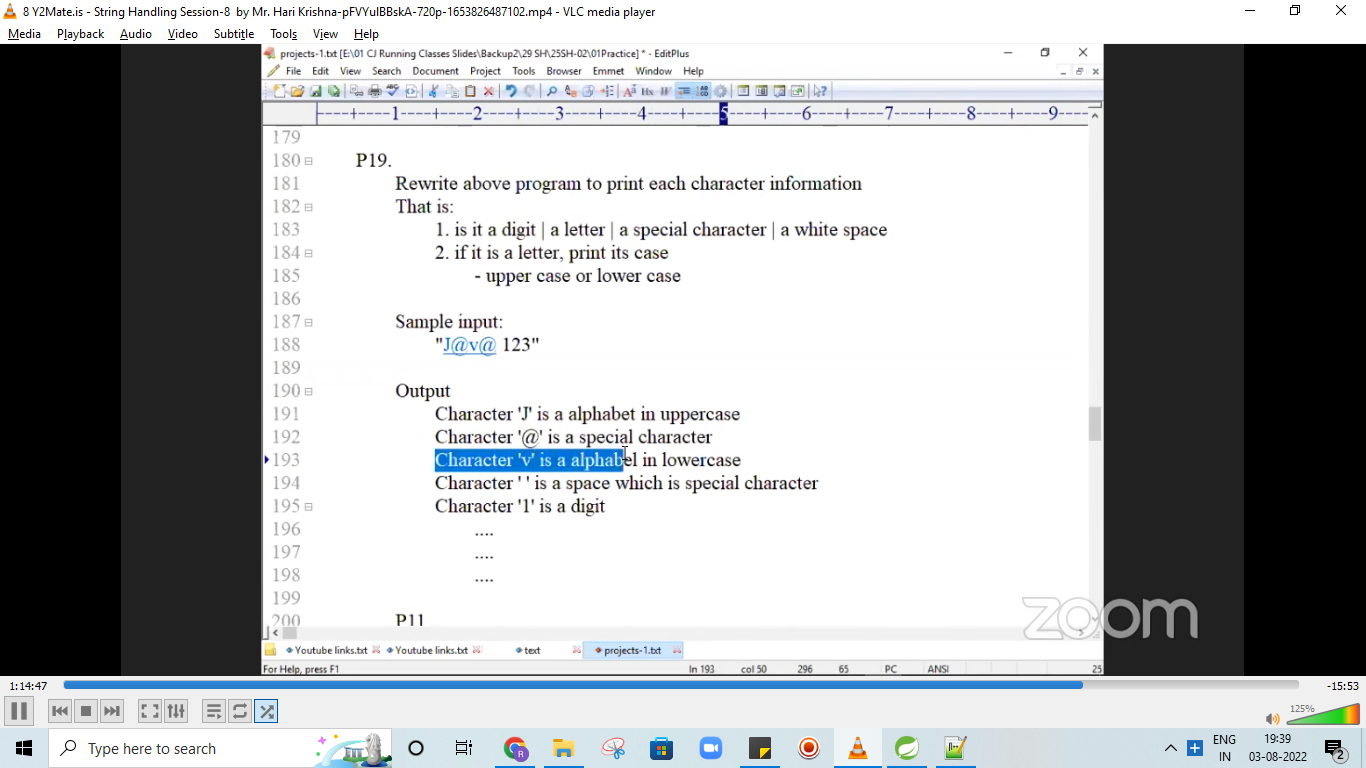 8 Y2Mate.is - String Handling Session-8 by Mr. Hari Krishna-pFVYulBBskA-720p-1653826487102.mp4 - VLC media player
Media Playback Audio Video Subtitle Tools View Help
projects-1.txt [E:\01 CJ Running Classes Slides\Backup2\29 SH\25SH-02\01Practice] * - EditPlus
File Edit View Search Document Project Tools Browser Emmet Window Help
----+----1----+----2----+----3----+----4----+----5----+----6----+----7----+----8----+----9----
179
180 P19.
181 Rewrite above program to print each character information
182 That is:
183 1. is it a digit | a letter | a special character | a white space
184 2. if it is a letter, print its case
185 - upper case or lower case
186
187 Sample input:
188 "J@v@ 123"
189
190 Output
191 Character 'J' is a alphabet in uppercase
192 Character '@' is a special character
193 Character 'v' is a alphabel in lowercase
194 Character ' ' is a space which is special character
195 Character '1' is a digit
196 ....
197 ....
198 ....
199
200 P11
zoom
Youtube links.txt Youtube links.txt text projects-1.txt
For Help, press F1 ln 193 col 50 296 65 PC ANSI 25
1:14:47 -15:53
125%
Type here to search
ENG
IN
19:39
03-08-2022
2